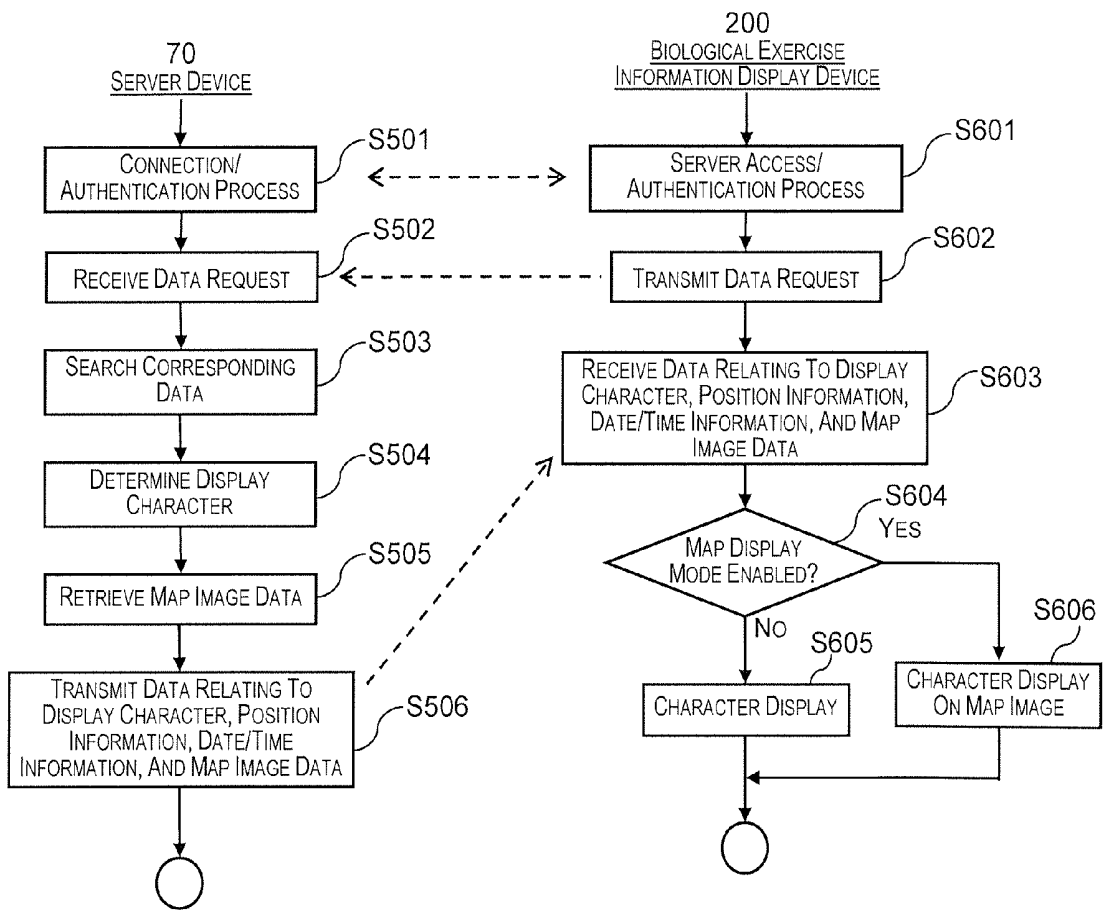 70
SERVER DEVICE
S501
CONNECTION/
AUTHENTICATION PROCESS
S502
RECEIVE DATA REQUEST
S503
SEARCH CORRESPONDING
DATA
S504
DETERMINE DISPLAY
CHARACTER
S505
RETRIEVE MAP IMAGE DATA
TRANSMIT DATA RELATING TO
DISPLAY CHARACTER, POSITION
INFORMATION, DATE/TIME
INFORMATION, AND MAP IMAGE DATA
S506
200
BIOLOGICAL EXERCISE
INFORMATION DISPLAY DEVICE
S601
SERVER ACCESS/
AUTHENTICATION PROCESS
S602
TRANSMIT DATA REQUEST
RECEIVE DATA RELATING TO DISPLAY
CHARACTER, POSITION INFORMATION,
DATE/TIME INFORMATION, AND MAP
IMAGE DATA
S603
S604
YES
MAP DISPLAY
MODE ENABLED?
NO
S605
CHARACTER DISPLAY
S606
CHARACTER DISPLAY
ON MAP IMAGE